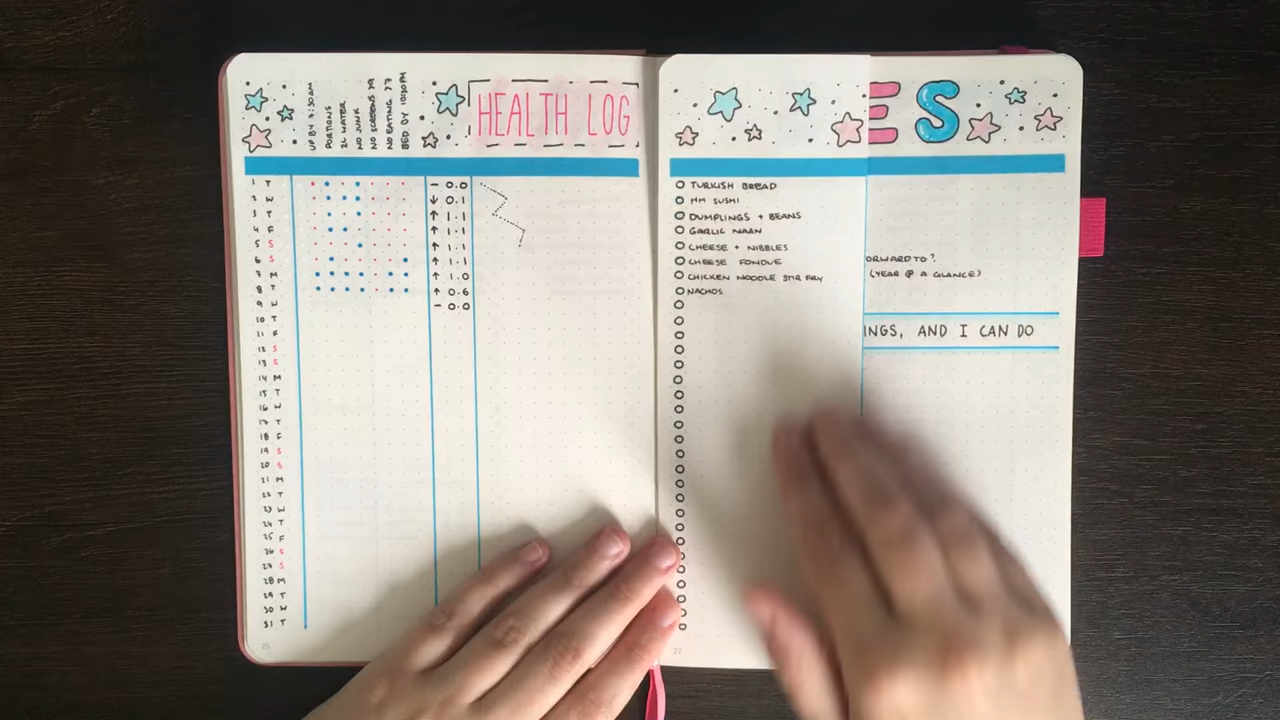 UP BY 7:30AM
PORTIONS
2L WATER
NO JUNK
NO SCREENS
NO EATING
BED BY 10:30PM
HEALTH LOG
ES
1 T - 0.0
2 W ↓ 0.1
3 T ↑ 1.1
4 F ↑ 1.1
5 S ↑ 1.1
6 S ↑ 1.1
7 M ↑ 1.0
8 T ↑ 0.6
9 W - 0.0
10 T
11 F
12 S
13 S
14 M
15 T
16 W
17 T
18 F
19 S
20 S
21 M
22 T
23 W
24 T
25 F
26 S
27 S
28 M
29 T
30 W
31 T
25
TURKISH BREAD
MM SUSHI
DUMPLINGS + BEANS
GARLIC NAAN
CHEESE + NIBBLES
CHEESE FONDUE
CHICKEN NOODLE STIR FRY
NACHOS
27
ORWARD TO?
(YEAR @ A GLANCE)
INGS, AND I CAN DO